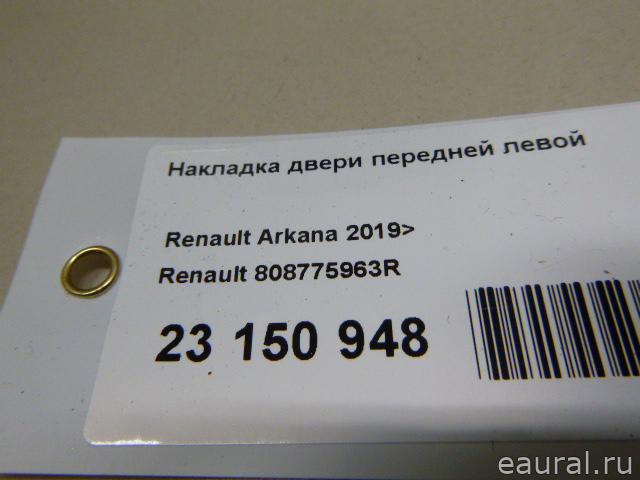 Накладка двери передней левой
Renault Arkana 2019>
Renault 808775963R
23 150 948
eaural.ru